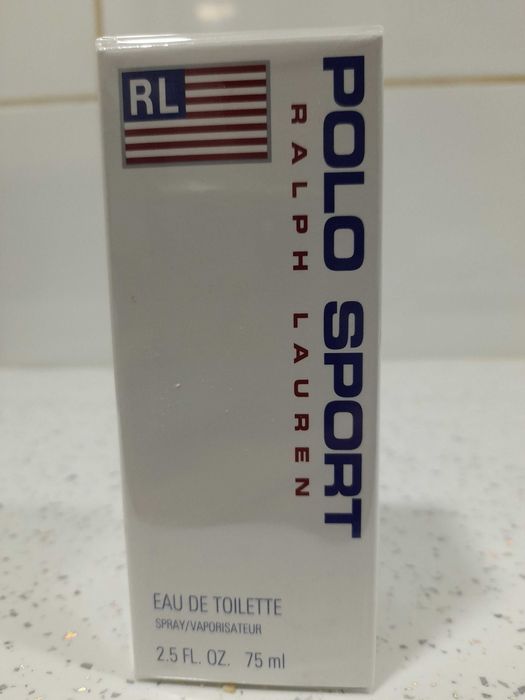 RL
POLO SPORT
RALPH LAUREN
EAU DE TOILETTE
SPRAY/VAPORISATEUR
2.5 FL. OZ. 75 ml